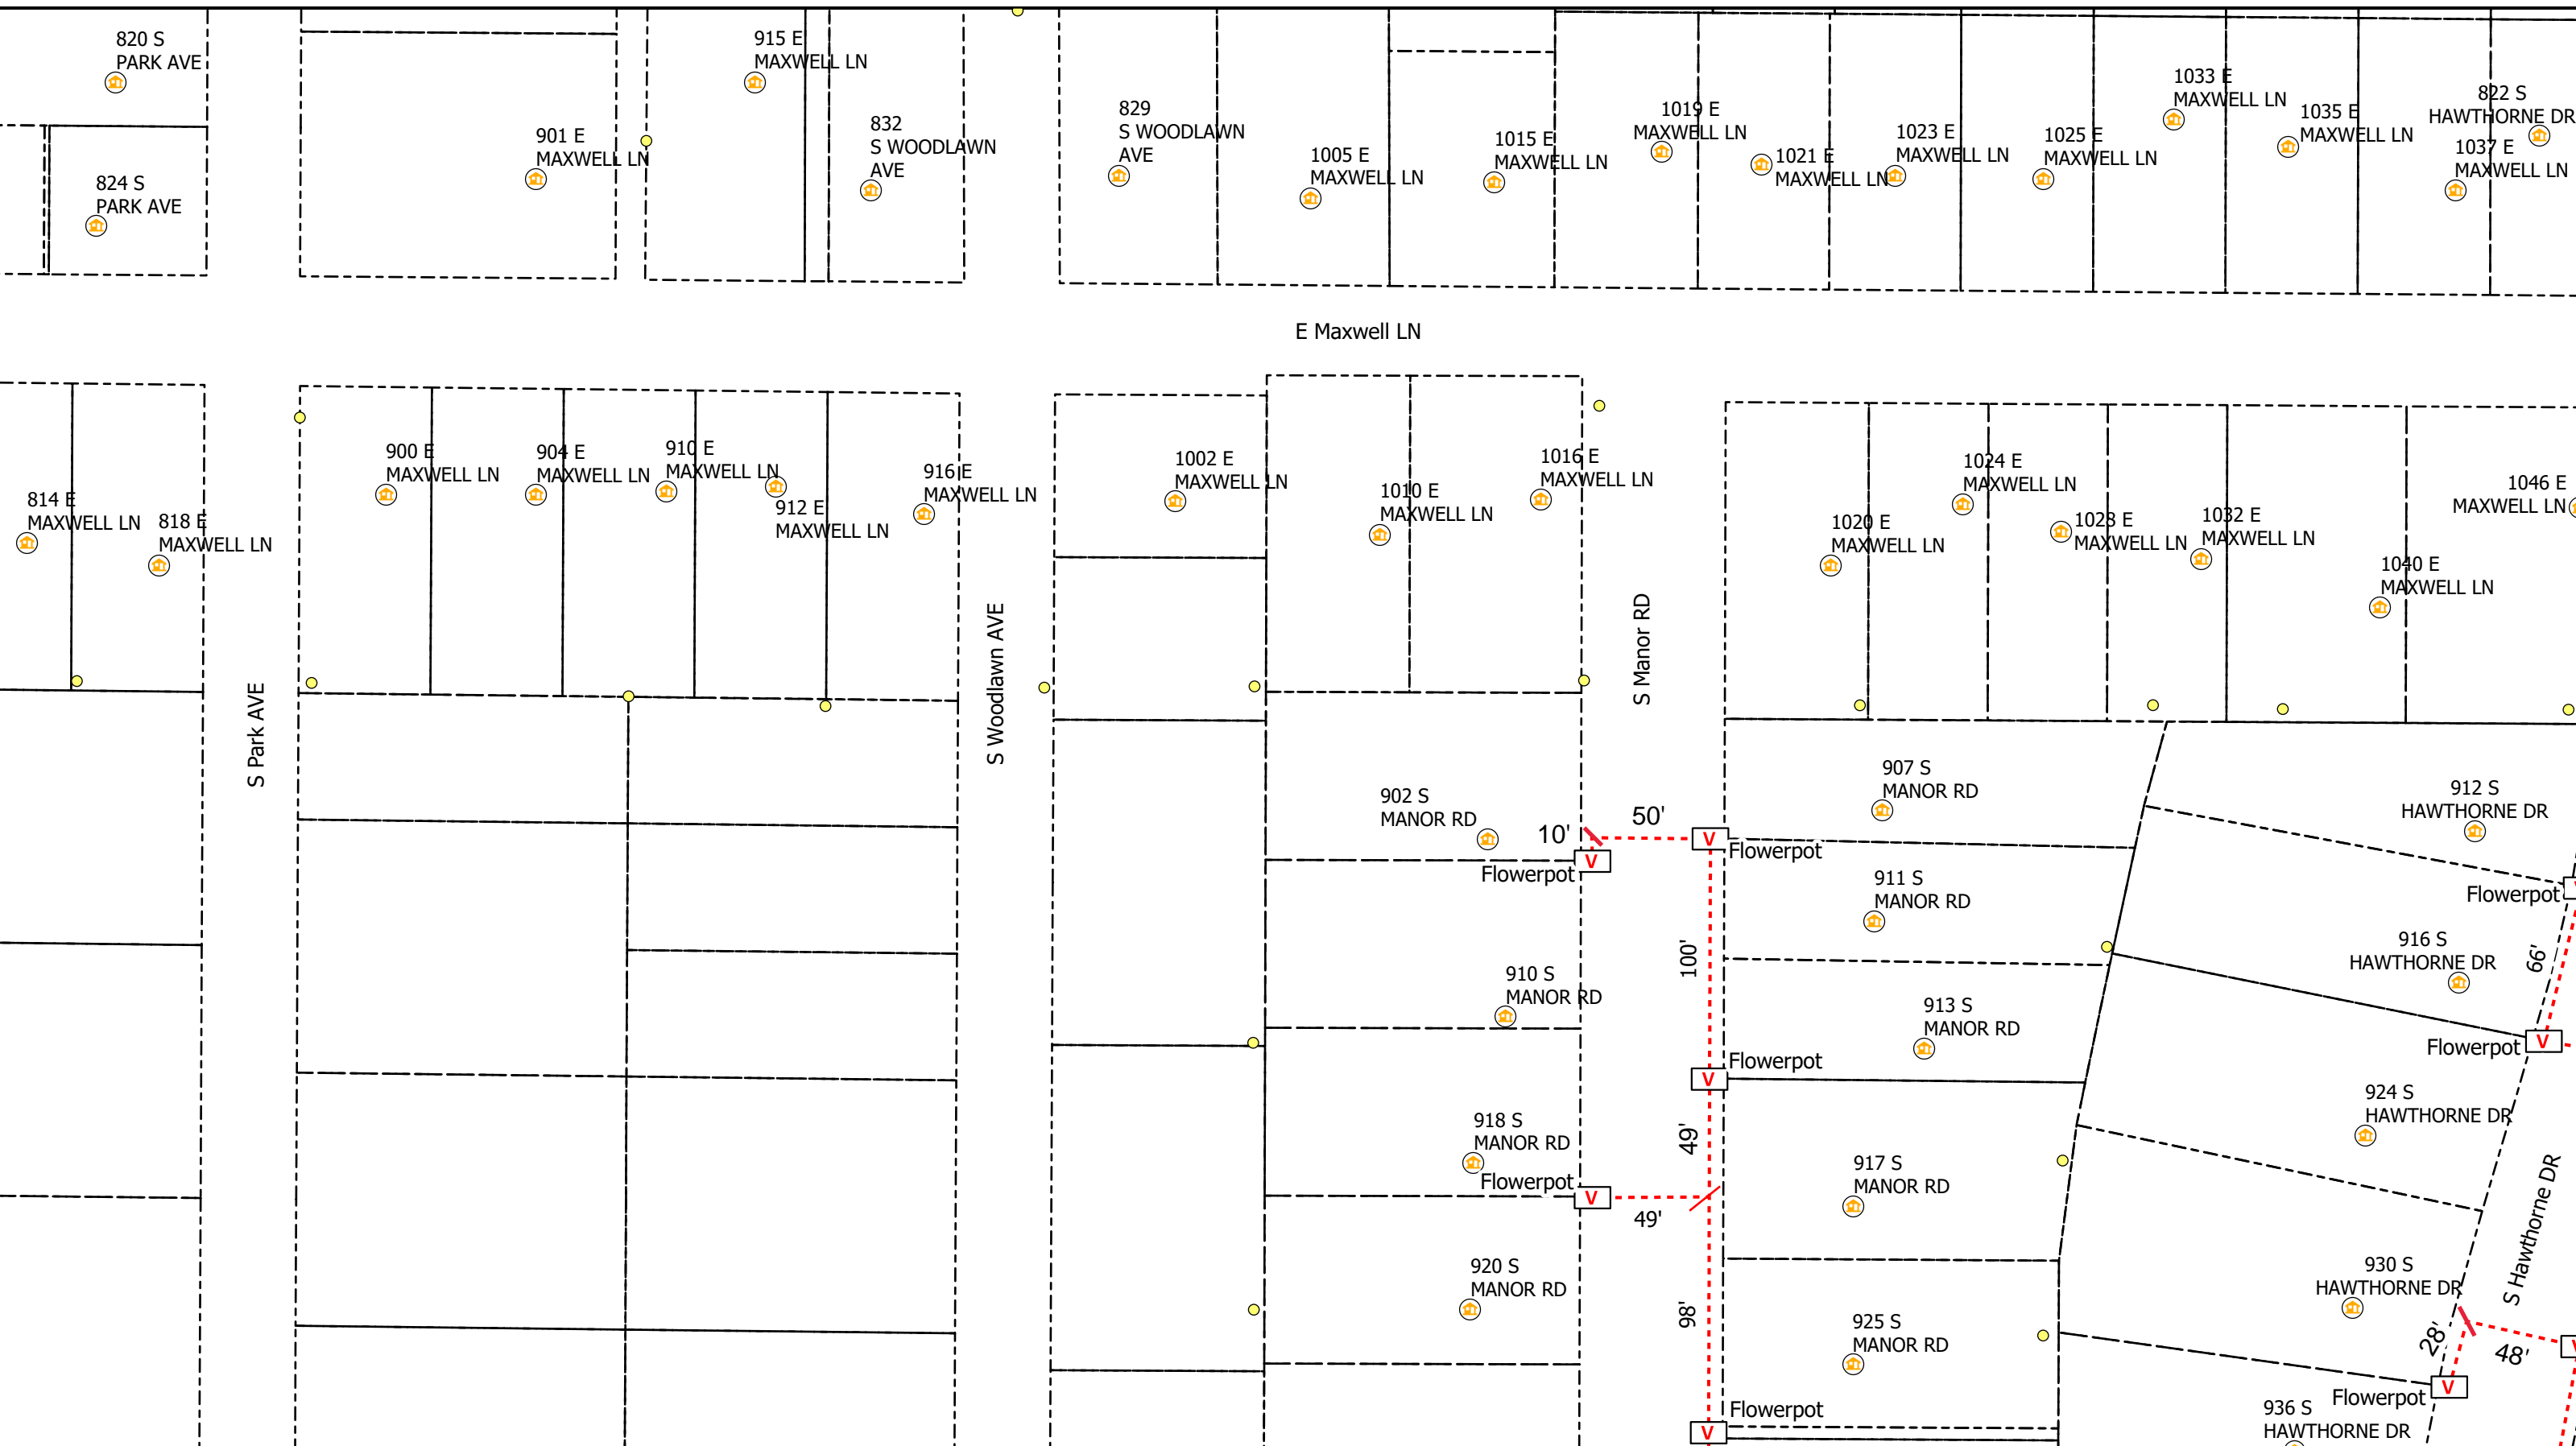 820 S
PARK AVE
824 S
PARK AVE
901 E
MAXWELL LN
915 E
MAXWELL LN
832
S WOODLAWN
AVE
829
S WOODLAWN
AVE
1005 E
MAXWELL LN
1015 E
MAXWELL LN
1019 E
MAXWELL LN
1021 E
MAXWELL LN
1023 E
MAXWELL LN
1025 E
MAXWELL LN
1033 E
MAXWELL LN
1035 E
MAXWELL LN
822 S
HAWTHORNE DR
1037 E
MAXWELL LN
E Maxwell LN
814 E
MAXWELL LN
818 E
MAXWELL LN
900 E
MAXWELL LN
904 E
MAXWELL LN
910 E
MAXWELL LN
912 E
MAXWELL LN
916 E
MAXWELL LN
1002 E
MAXWELL LN
1010 E
MAXWELL LN
1016 E
MAXWELL LN
1020 E
MAXWELL LN
1024 E
MAXWELL LN
1028 E
MAXWELL LN
1032 E
MAXWELL LN
1040 E
MAXWELL LN
1046 E
MAXWELL LN
S Park AVE
S Woodlawn AVE
S Manor RD
902 S
MANOR RD
10'
50'
V
Flowerpot
V
Flowerpot
907 S
MANOR RD
911 S
MANOR RD
912 S
HAWTHORNE DR
Flowerpot
916 S
HAWTHORNE DR
66'
V
Flowerpot
910 S
MANOR RD
100'
913 S
MANOR RD
V
Flowerpot
918 S
MANOR RD
49'
Flowerpot
V
49'
917 S
MANOR RD
924 S
HAWTHORNE DR
S Hawthorne DR
920 S
MANOR RD
98'
925 S
MANOR RD
930 S
HAWTHORNE DR
28'
48'
V
Flowerpot
V
Flowerpot
936 S
HAWTHORNE DR